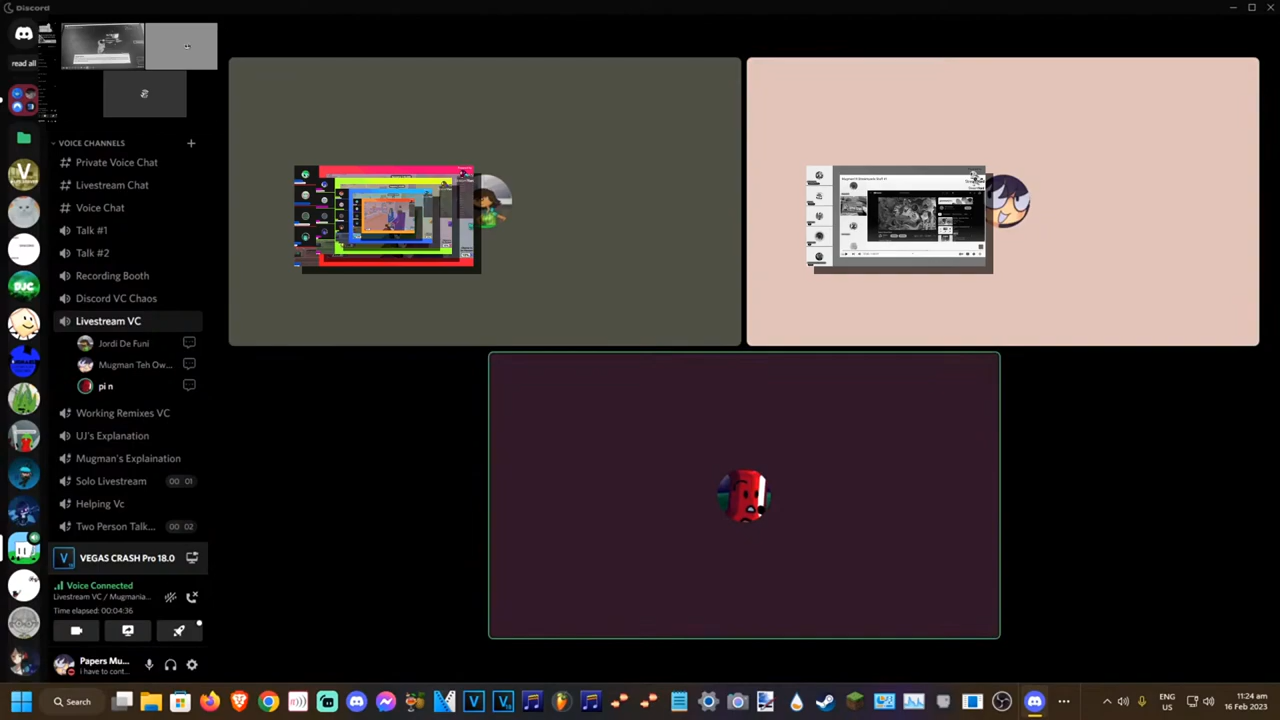 Discord
read all
VOICE CHANNELS
Private Voice Chat
Livestream Chat
Voice Chat
Talk #1
Talk #2
Recording Booth
Discord VC Chaos
Livestream VC
Jordi De Funi
Mugman Teh Ow...
pi n
Working Remixes VC
UJ's Explanation
Mugman's Explaination
Solo Livestream 00 01
Helping Vc
Two Person Talk... 00 02
VEGAS CRASH Pro 18.0
Voice Connected
Livestream VC / Mugmania...
Time elapsed: 00:04:36
Papers Mu...
i have to cont...
Search
ENG
US
11:24 am
16 Feb 2023